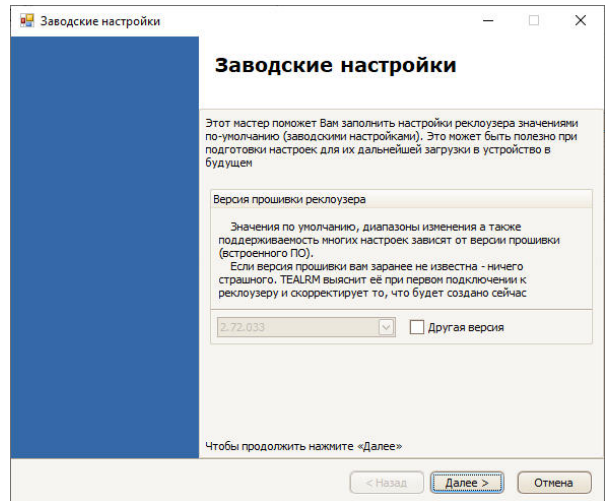 Заводские настройки
Заводские настройки
Этот мастер поможет Вам заполнить настройки реклоузера значениями
по-умолчанию (заводскими настройками). Это может быть полезно при
подготовки настроек для их дальнейшей загрузки в устройство в
будущем
Версия прошивки реклоузера
Значения по умолчанию, диапазоны изменения а также
поддерживаемость многих настроек зависят от версии прошивки
(встроенного ПО).
Если версия прошивки вам заранее не известна - ничего
страшного. TEALRM выяснит её при первом подключении к
реклоузеру и скорректирует то, что будет создано сейчас
2.72.033
Другая версия
Чтобы продолжить нажмите «Далее»
< Назад Далее > Отмена